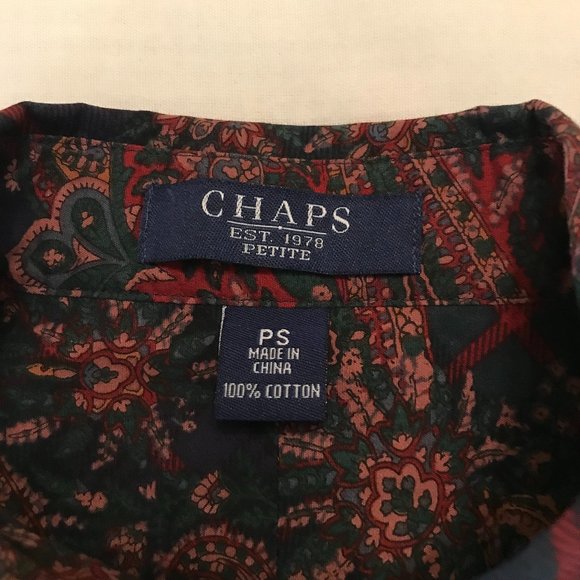 CHAPS
EST. 1978
PETITE
PS
MADE IN
CHINA
100% COTTON